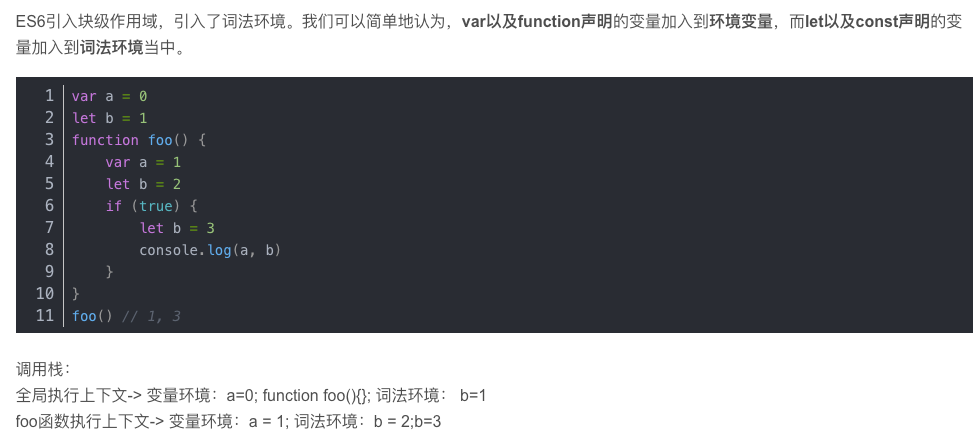 ES6引入块级作用域，引入了词法环境。我们可以简单地认为，var以及function声明的变量加入到环境变量，而let以及const声明的变
量加入到词法环境当中。
1 var a = 0
2 let b = 1
3 function foo() {
4     var a = 1
5     let b = 2
6     if (true) {
7         let b = 3
8         console.log(a, b)
9     }
10 }
11 foo() // 1, 3
调用栈：
全局执行上下文-> 变量环境：a=0; function foo(){}; 词法环境： b=1
foo函数执行上下文-> 变量环境：a = 1; 词法环境：b = 2;b=3